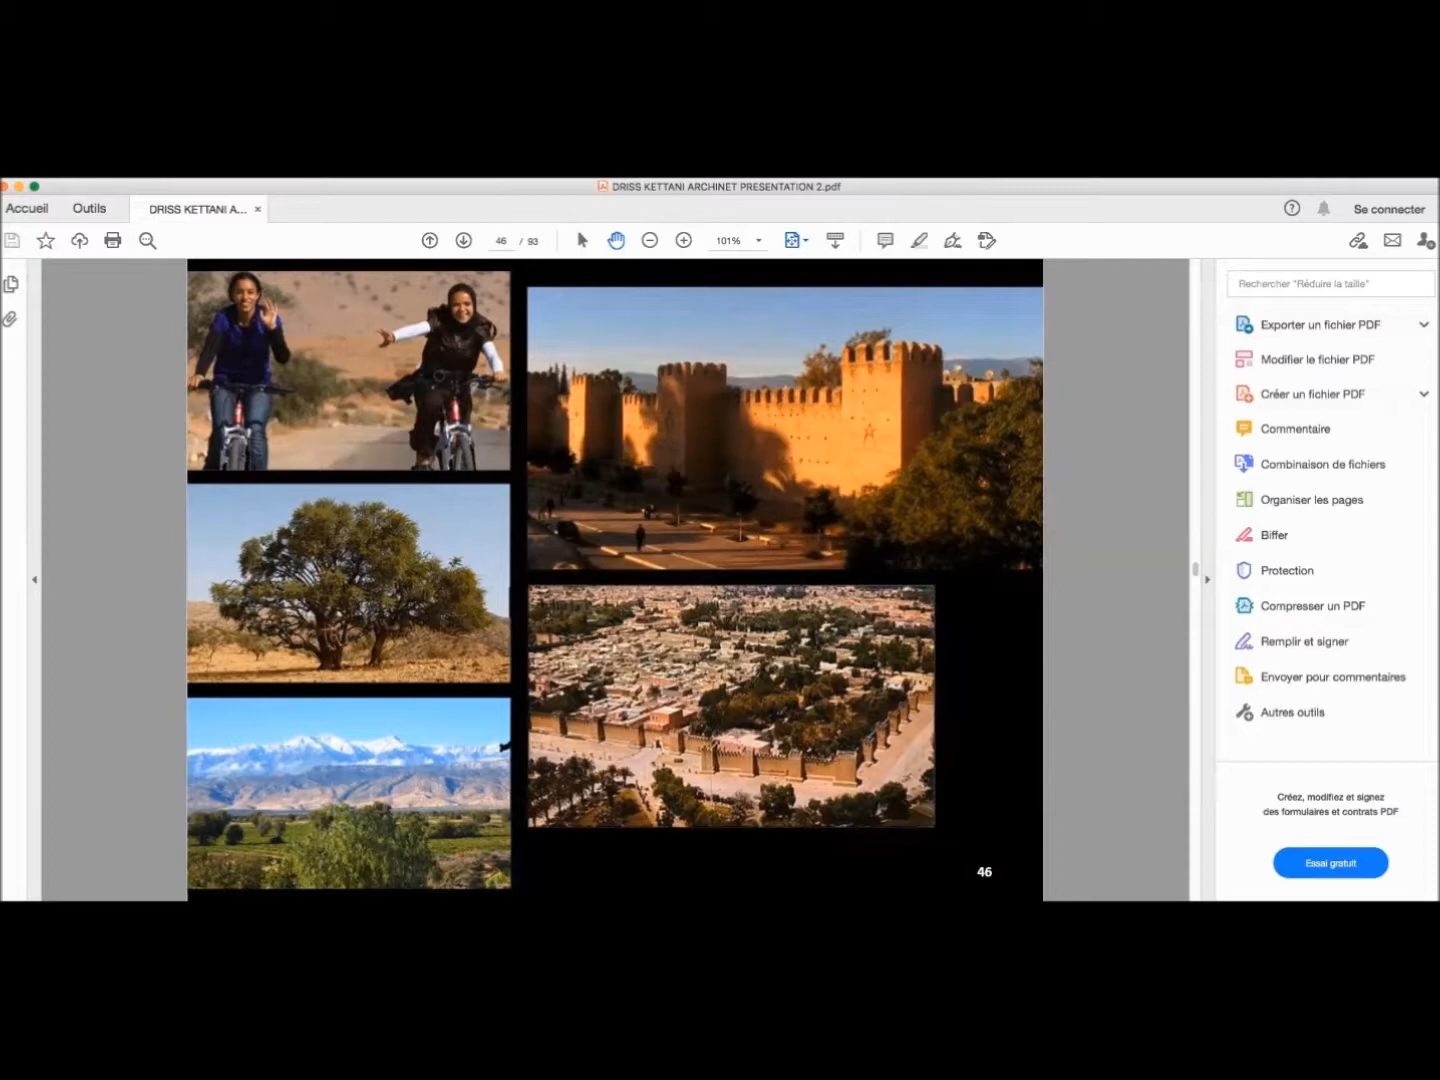 DRISS KETTANI ARCHINET PRESENTATION 2.pdf
Accueil
Outils
DRISS KETTANI A...
Se connecter
46 / 93
101%
Rechercher "Réduire la taille"
Exporter un fichier PDF
Modifier le fichier PDF
Créer un fichier PDF
Commentaire
Combinaison de fichiers
Organiser les pages
Biffer
Protection
Compresser un PDF
Remplir et signer
Envoyer pour commentaires
Autres outils
Créez, modifiez et signez
des formulaires et contrats PDF
Essai gratuit
46